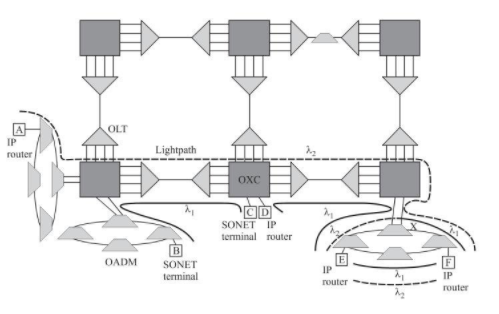 OLT
A
IP
router
Lightpath
λ2
OXC
λ1
C
D
SONET
terminal
IP
router
B
SONET
terminal
OADM
λ1
λ2
X
λ1
E
F
IP
router
IP
router
λ1
λ2